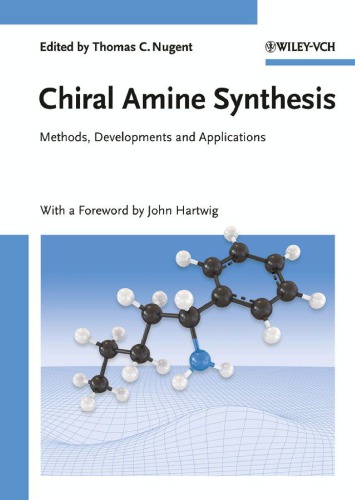 Edited by Thomas C. Nugent
WILEY-VCH
Chiral Amine Synthesis
Methods, Developments and Applications
With a Foreword by John Hartwig